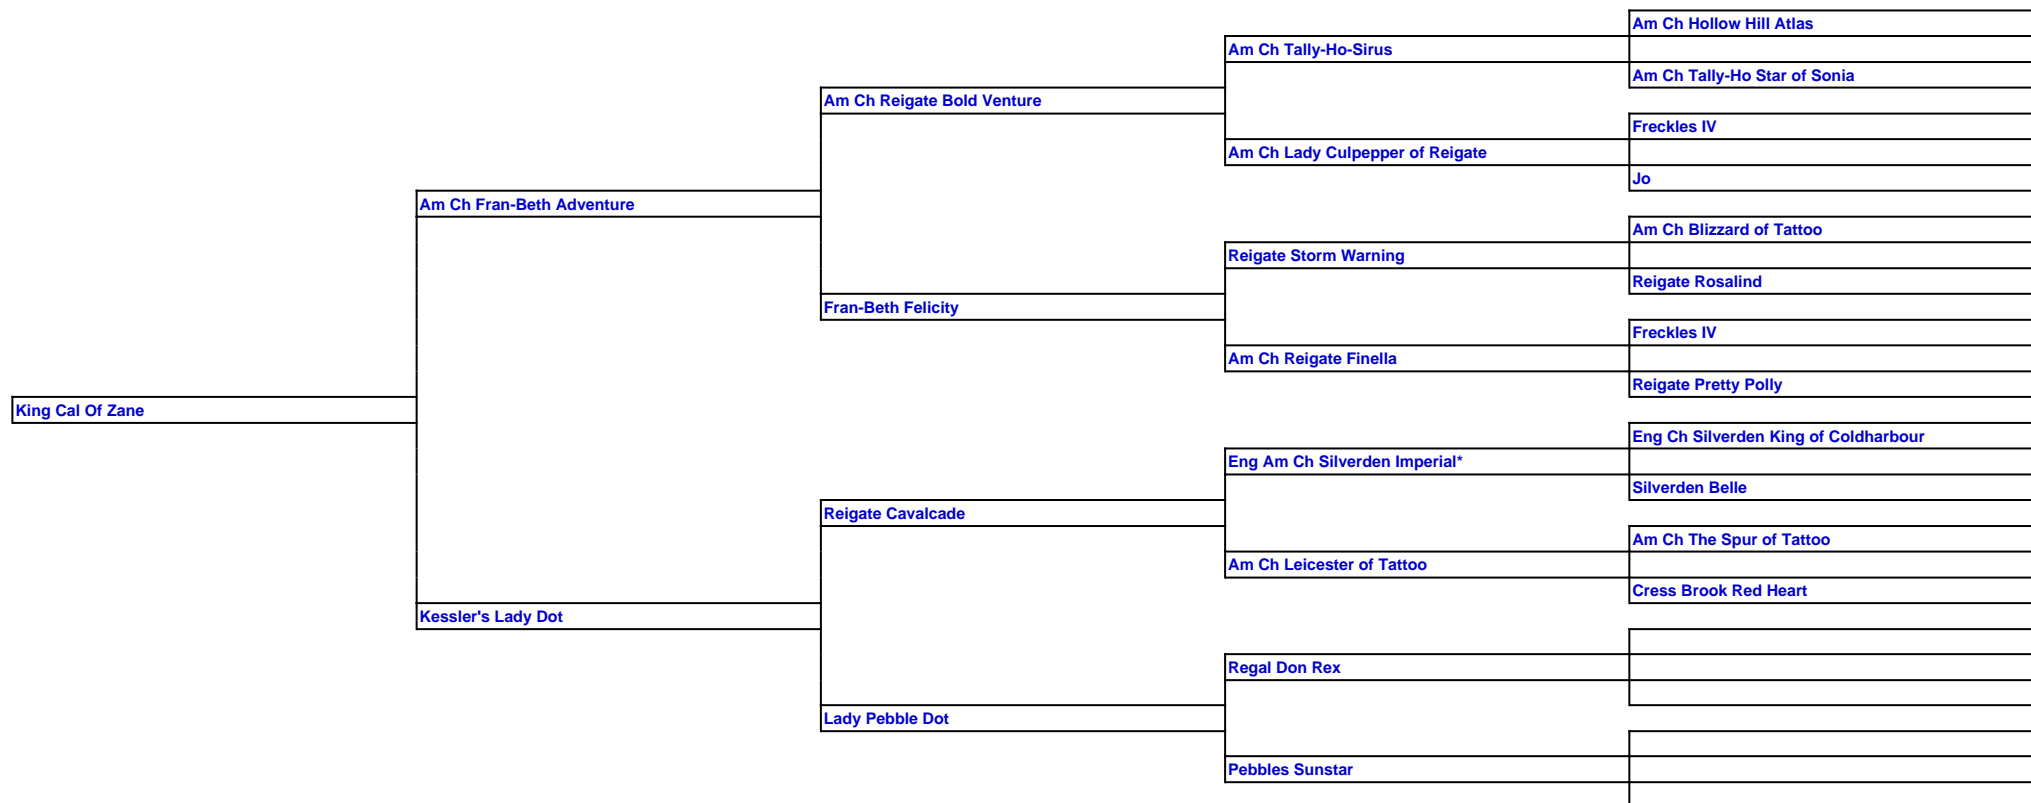 Am Ch Hollow Hill Atlas
Am Ch Tally-Ho-Sirus
Am Ch Tally-Ho Star of Sonia
Am Ch Reigate Bold Venture
Freckles IV
Am Ch Lady Culpepper of Reigate
Jo
Am Ch Fran-Beth Adventure
Am Ch Blizzard of Tattoo
Reigate Storm Warning
Reigate Rosalind
Fran-Beth Felicity
Freckles IV
Am Ch Reigate Finella
Reigate Pretty Polly
King Cal Of Zane
Eng Ch Silverden King of Coldharbour
Eng Am Ch Silverden Imperial*
Silverden Belle
Reigate Cavalcade
Am Ch The Spur of Tattoo
Am Ch Leicester of Tattoo
Cress Brook Red Heart
Kessler's Lady Dot
Regal Don Rex
Lady Pebble Dot
Pebbles Sunstar